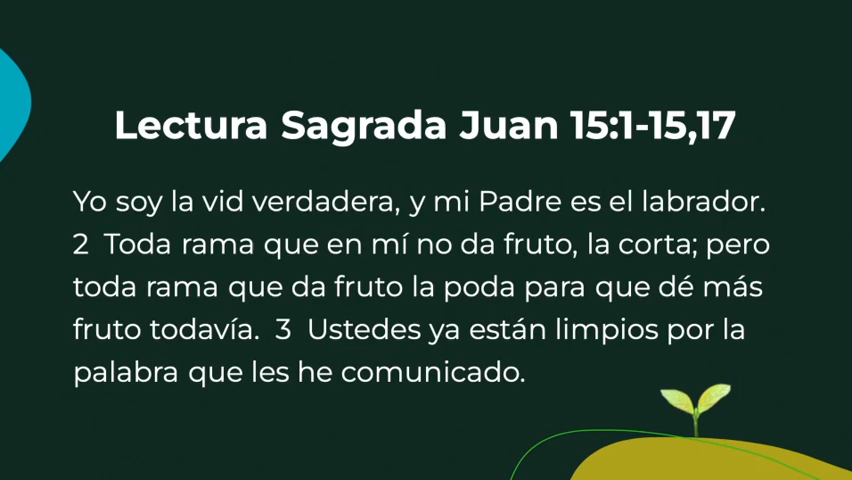 Lectura Sagrada Juan 15:1-15,17
Yo soy la vid verdadera, y mi Padre es el labrador.
2 Toda rama que en mí no da fruto, la corta; pero
toda rama que da fruto la poda para que dé más
fruto todavía. 3 Ustedes ya están limpios por la
palabra que les he comunicado.